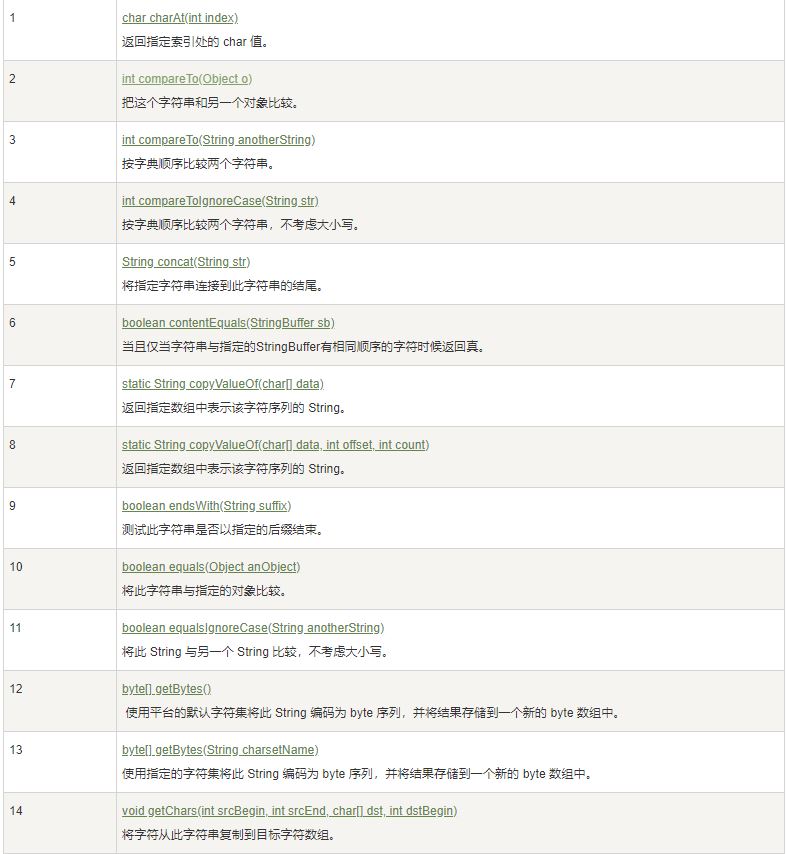 1 char charAt(int index)
返回指定索引处的 char 值。
2 int compareTo(Object o)
把这个字符串和另一个对象比较。
3 int compareTo(String anotherString)
按字典顺序比较两个字符串。
4 int compareToIgnoreCase(String str)
按字典顺序比较两个字符串，不考虑大小写。
5 String concat(String str)
将指定字符串连接到此字符串的结尾。
6 boolean contentEquals(StringBuffer sb)
当且仅当字符串与指定的StringBuffer有相同顺序的字符时候返回真。
7 static String copyValueOf(char[] data)
返回指定数组中表示该字符序列的 String。
8 static String copyValueOf(char[] data, int offset, int count)
返回指定数组中表示该字符序列的 String。
9 boolean endsWith(String suffix)
测试此字符串是否以指定的后缀结束。
10 boolean equals(Object anObject)
将此字符串与指定的对象比较。
11 boolean equalsIgnoreCase(String anotherString)
将此 String 与另一个 String 比较，不考虑大小写。
12 byte[] getBytes()
使用平台的默认字符集将此 String 编码为 byte 序列，并将结果存储到一个新的 byte 数组中。
13 byte[] getBytes(String charsetName)
使用指定的字符集将此 String 编码为 byte 序列，并将结果存储到一个新的 byte 数组中。
14 void getChars(int srcBegin, int srcEnd, char[] dst, int dstBegin)
将字符从此字符串复制到目标字符数组。